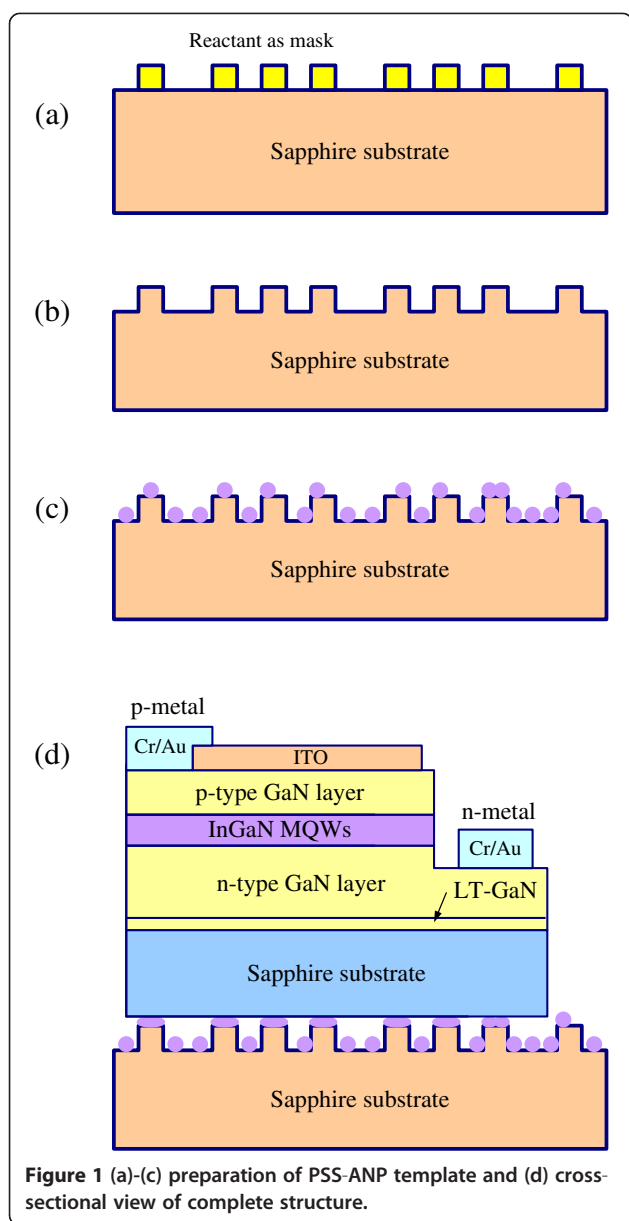 Reactant as mask
(a)
Sapphire substrate
(b)
Sapphire substrate
(c)
Sapphire substrate
p-metal
(d)
Cr/Au
ITO
p-type GaN layer
n-metal
InGaN MQWs
Cr/Au
n-type GaN layer
LT-GaN
Sapphire substrate
Sapphire substrate
Figure 1 (a)-(c) preparation of PSS-ANP template and (d) cross-
sectional view of complete structure.